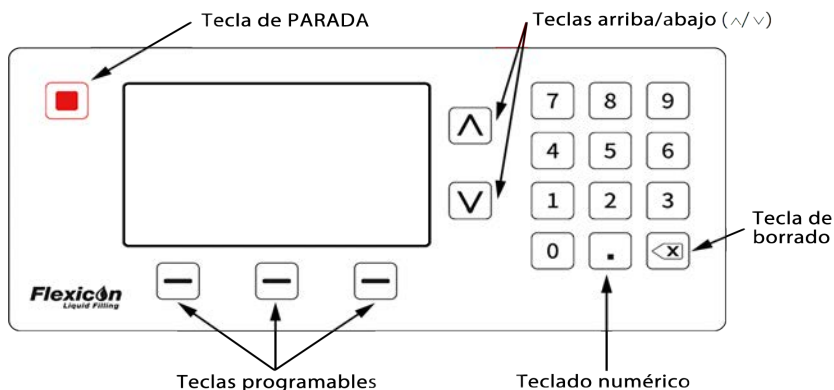 Tecla de PARADA
Teclas arriba/abajo (∧/∨)
7 8 9
4 5 6
1 2 3
0 .
Tecla de
borrado
Flexicon
Liquid Filling
Teclas programables
Teclado numérico